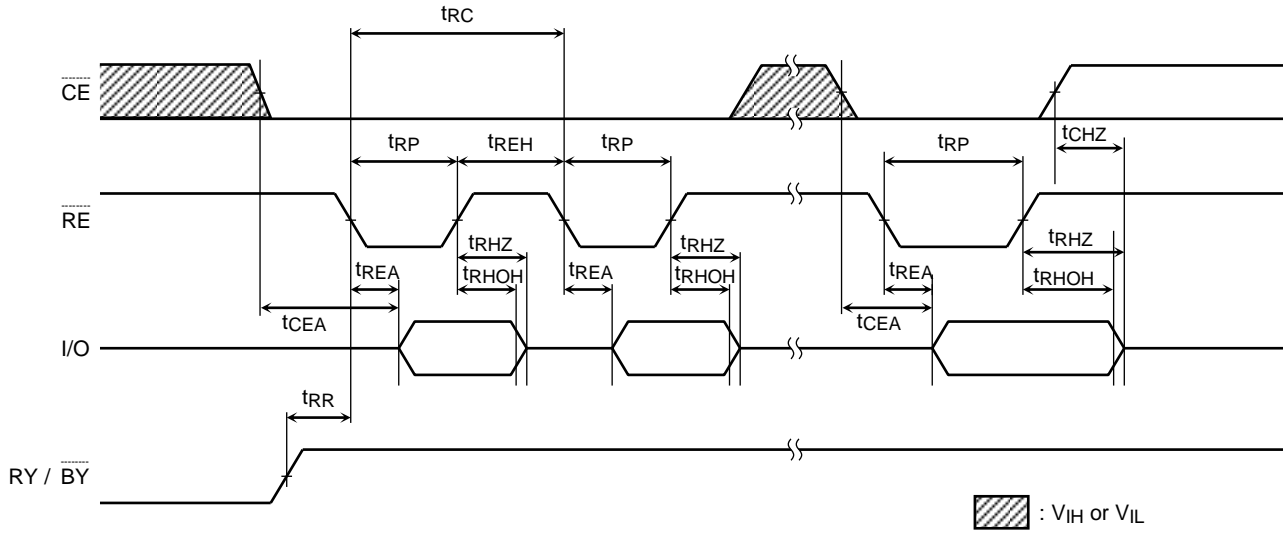 tRC
CE
tCHZ
tRP tREH tRP tRP
RE
tRHZ tRHZ tRHZ
tREA tRHOH tREA tRHOH tREA tRHOH
tCEA tCEA
I/O
tRR
RY / BY
: VIH or VIL